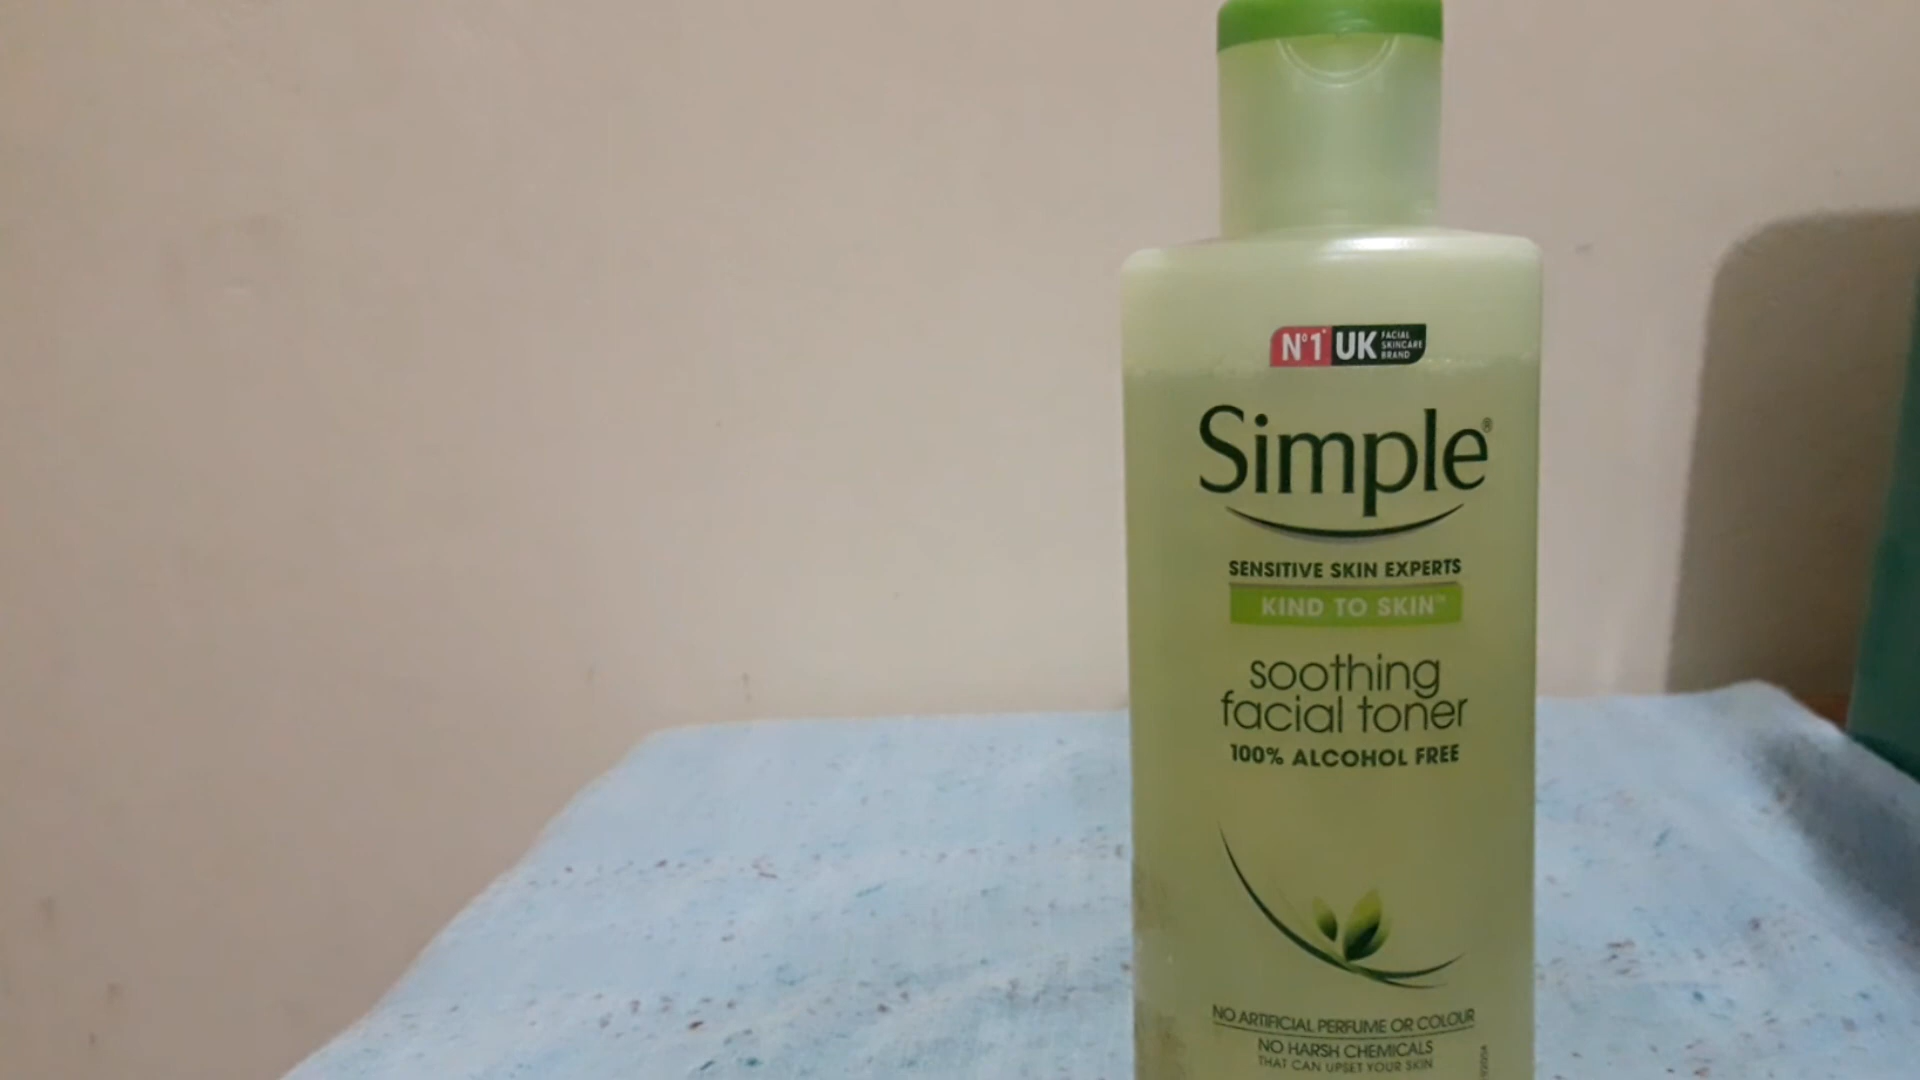 N°1* UK FACIAL
SKINCARE
BRAND
Simple®
SENSITIVE SKIN EXPERTS
KIND TO SKIN™
soothing
facial toner
100% ALCOHOL FREE
NO ARTIFICIAL PERFUME OR COLOUR
NO HARSH CHEMICALS
THAT CAN UPSET YOUR SKIN